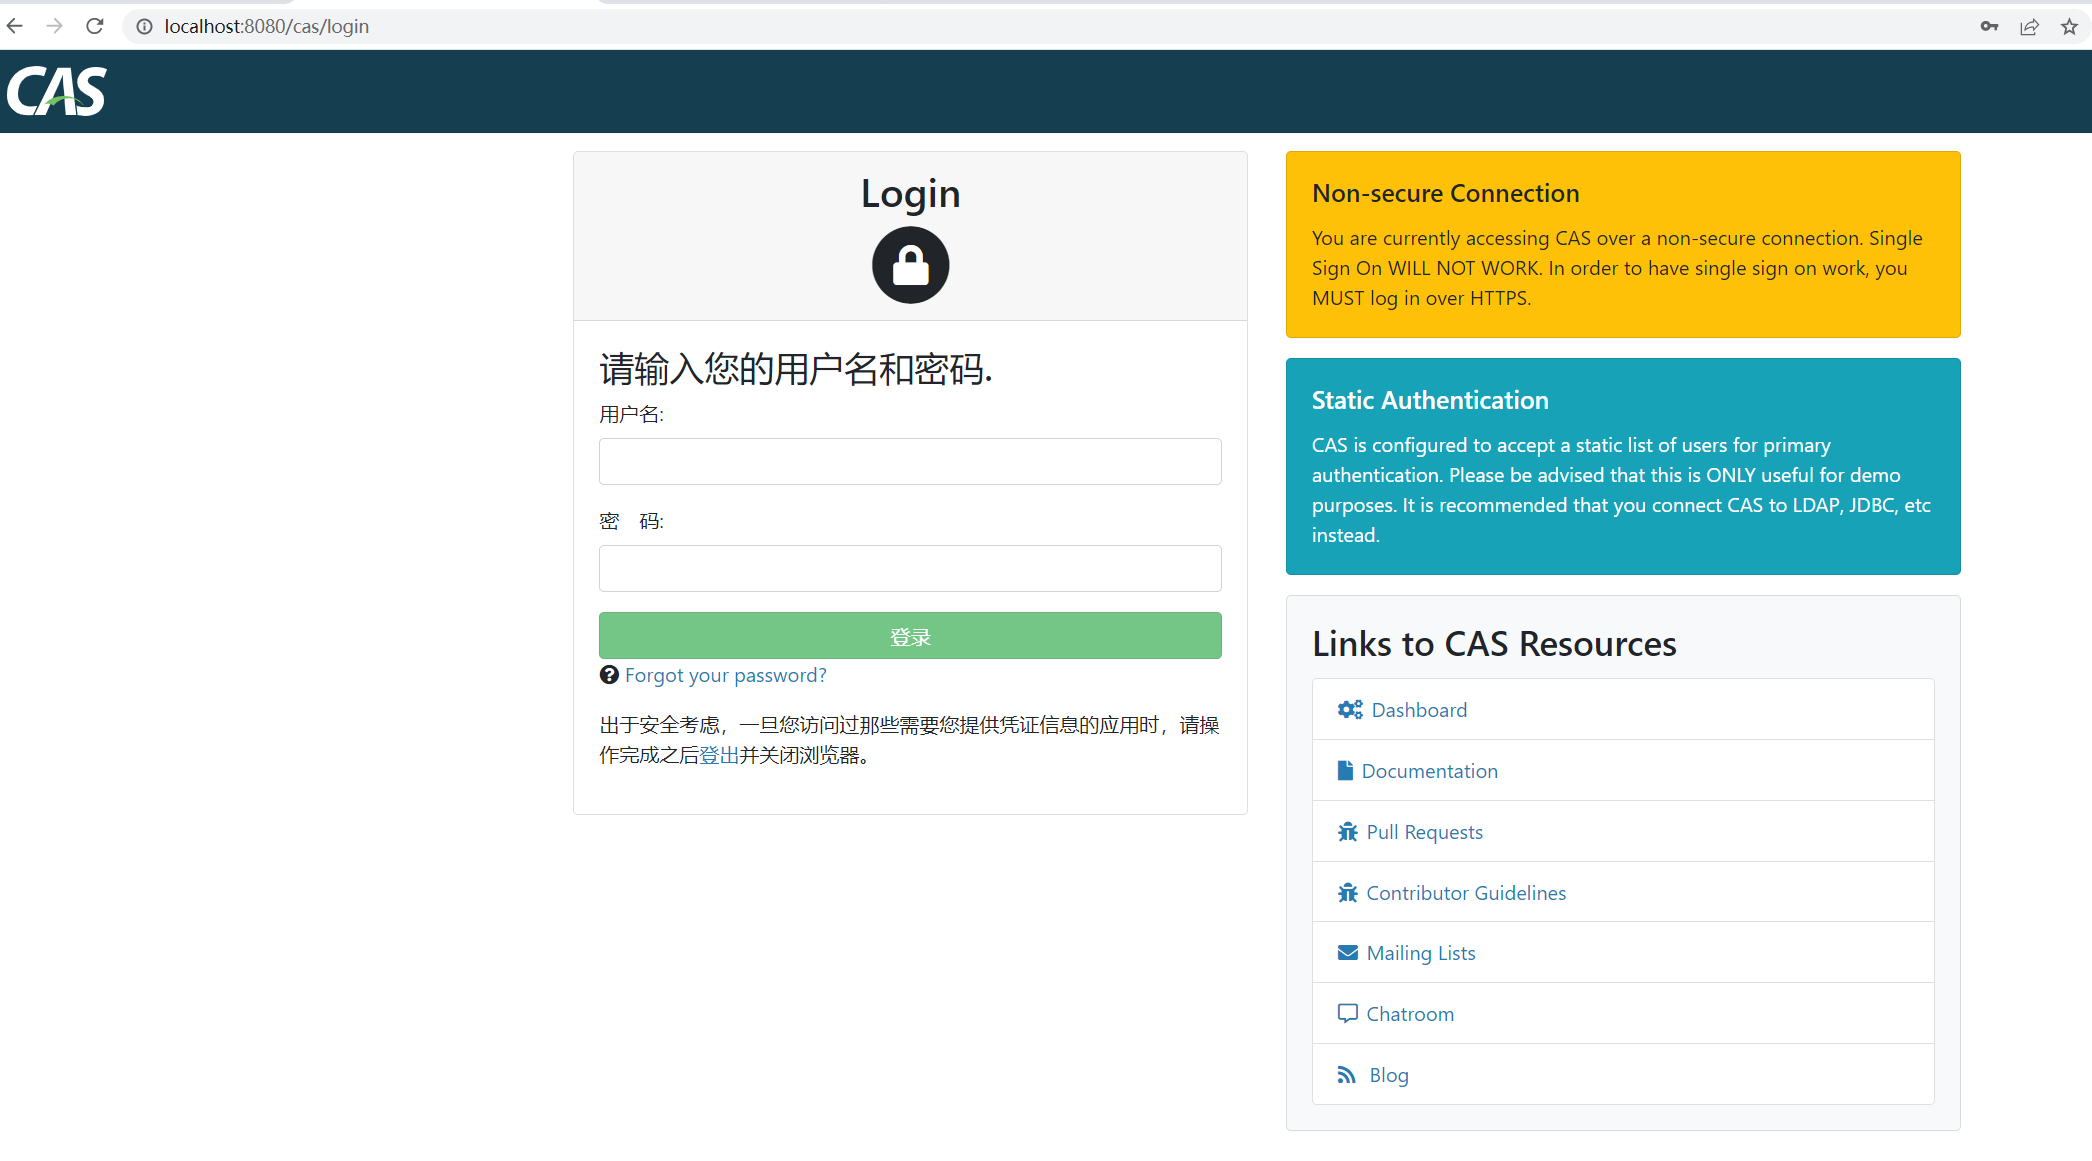 localhost:8080/cas/login
CAS
Login
请输入您的用户名和密码.
用户名:
密　码:
登录
Forgot your password?
出于安全考虑，一旦您访问过那些需要您提供凭证信息的应用时，请操
作完成之后登出并关闭浏览器。
Non-secure Connection
You are currently accessing CAS over a non-secure connection. Single
Sign On WILL NOT WORK. In order to have single sign on work, you
MUST log in over HTTPS.
Static Authentication
CAS is configured to accept a static list of users for primary
authentication. Please be advised that this is ONLY useful for demo
purposes. It is recommended that you connect CAS to LDAP, JDBC, etc
instead.
Links to CAS Resources
Dashboard
Documentation
Pull Requests
Contributor Guidelines
Mailing Lists
Chatroom
Blog